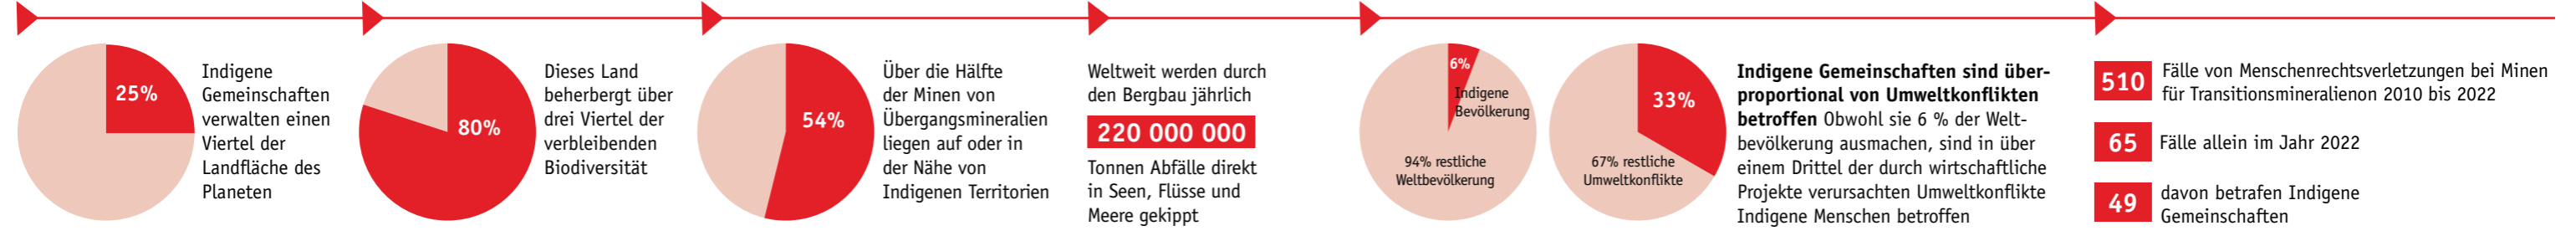 25%
Indigene
Gemeinschaften
verwalten einen
Viertel der
Landfläche des
Planeten
80%
Dieses Land
beherbergt über
drei Viertel der
verbleibenden
Biodiversität
54%
Über die Hälfte
der Minen von
Übergangsmineralien
liegen auf oder in
der Nähe von
Indigenen Territorien
Weltweit werden durch
den Bergbau jährlich
220 000 000
Tonnen Abfälle direkt
in Seen, Flüsse und
Meere gekippt
6%
Indigene
Bevölkerung
94% restliche
Weltbevölkerung
33%
67% restliche
Umweltkonflikte
Indigene Gemeinschaften sind über-
proportional von Umweltkonflikten
betroffen Obwohl sie 6 % der Welt-
bevölkerung ausmachen, sind in über
einem Drittel der durch wirtschaftliche
Projekte verursachten Umweltkonflikte
Indigene Menschen betroffen
510 Fälle von Menschenrechtsverletzungen bei Minen
für Transitionsmineralienon 2010 bis 2022
65 Fälle allein im Jahr 2022
49 davon betrafen Indigene
Gemeinschaften